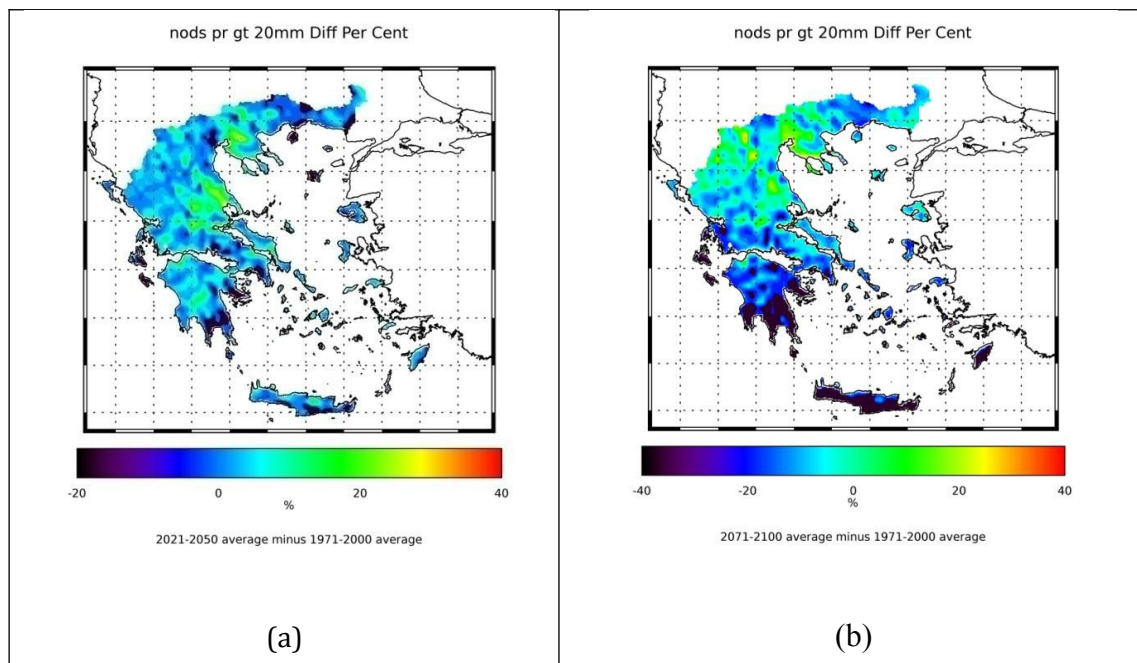 nods pr gt 20mm Diff Per Cent
-20 0 20 40
%
2021-2050 average minus 1971-2000 average
(a)
nods pr gt 20mm Diff Per Cent
-40 -20 0 20 40
%
2071-2100 average minus 1971-2000 average
(b)